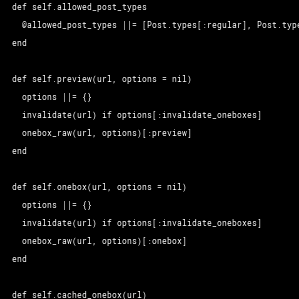 def self.allowed_post_types
@allowed_post_types ||= [Post.types[:regular], Post.type
end
def self.preview(url, options = nil)
options ||= {}
invalidate(url) if options[:invalidate_oneboxes]
onebox_raw(url, options)[:preview]
end
def self.onebox(url, options = nil)
options ||= {}
invalidate(url) if options[:invalidate_oneboxes]
onebox_raw(url, options)[:onebox]
end
def self.cached_onebox(url)